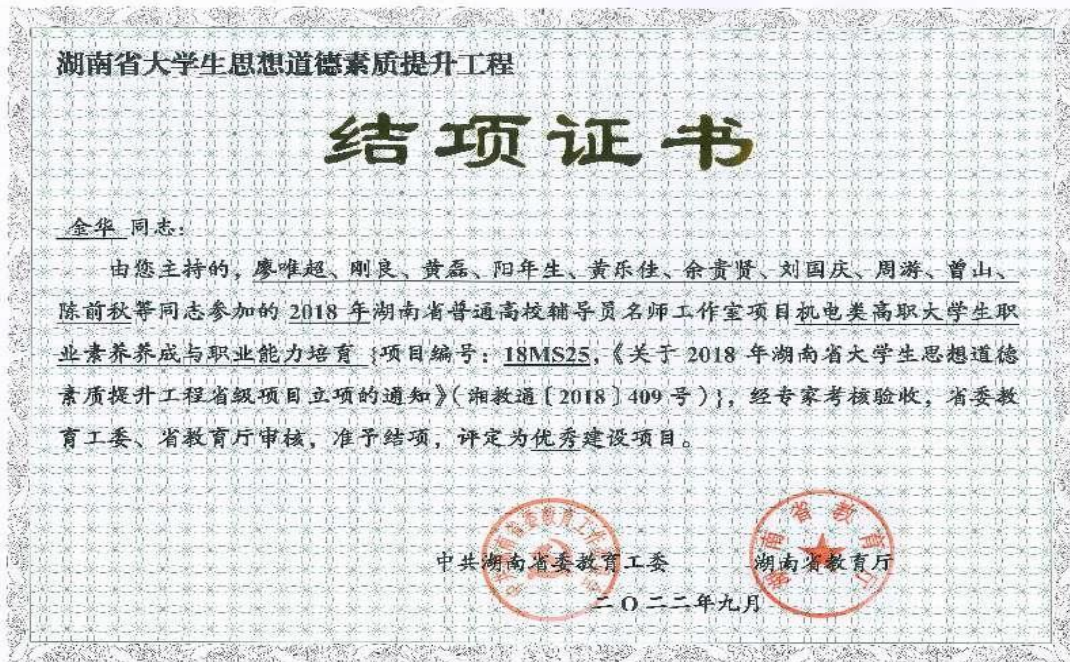 湖南省大学生思想道德素质提升工程
结项证书
金华 同志：
由您主持的，廖唯超、刚良、黄磊、阳年生、黄乐佳、余贵贤、刘国庆、周游、曾山、
陈前秋等同志参加的 2018 年湖南省普通高校辅导员名师工作室项目机电类高职大学生职
业素养养成与职业能力培育 {项目编号：18MS25，《关于 2018 年湖南省大学生思想道德
素质提升工程省级项目立项的通知》（湘教通〔2018〕409 号）}，经专家考核验收，省委教
育工委、省教育厅审核，准予结项，评定为优秀建设项目。
中共湖南省委教育工委 湖南省教育厅
二〇二二年九月
湖南省教育厅